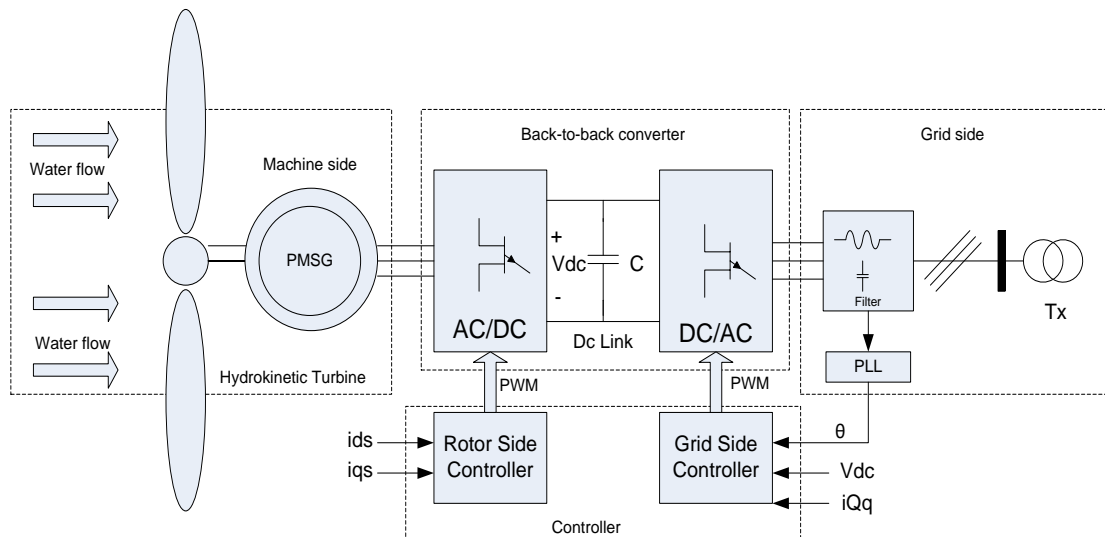 Back-to-back converter
Grid side
Water flow
Machine side
PMSG
+
Vdc
-
C
AC/DC
Dc Link
DC/AC
Filter
Tx
Water flow
Hydrokinetic Turbine
PWM
PWM
PLL
ids
iqs
Rotor Side
Controller
Grid Side
Controller
θ
Vdc
iQq
Controller